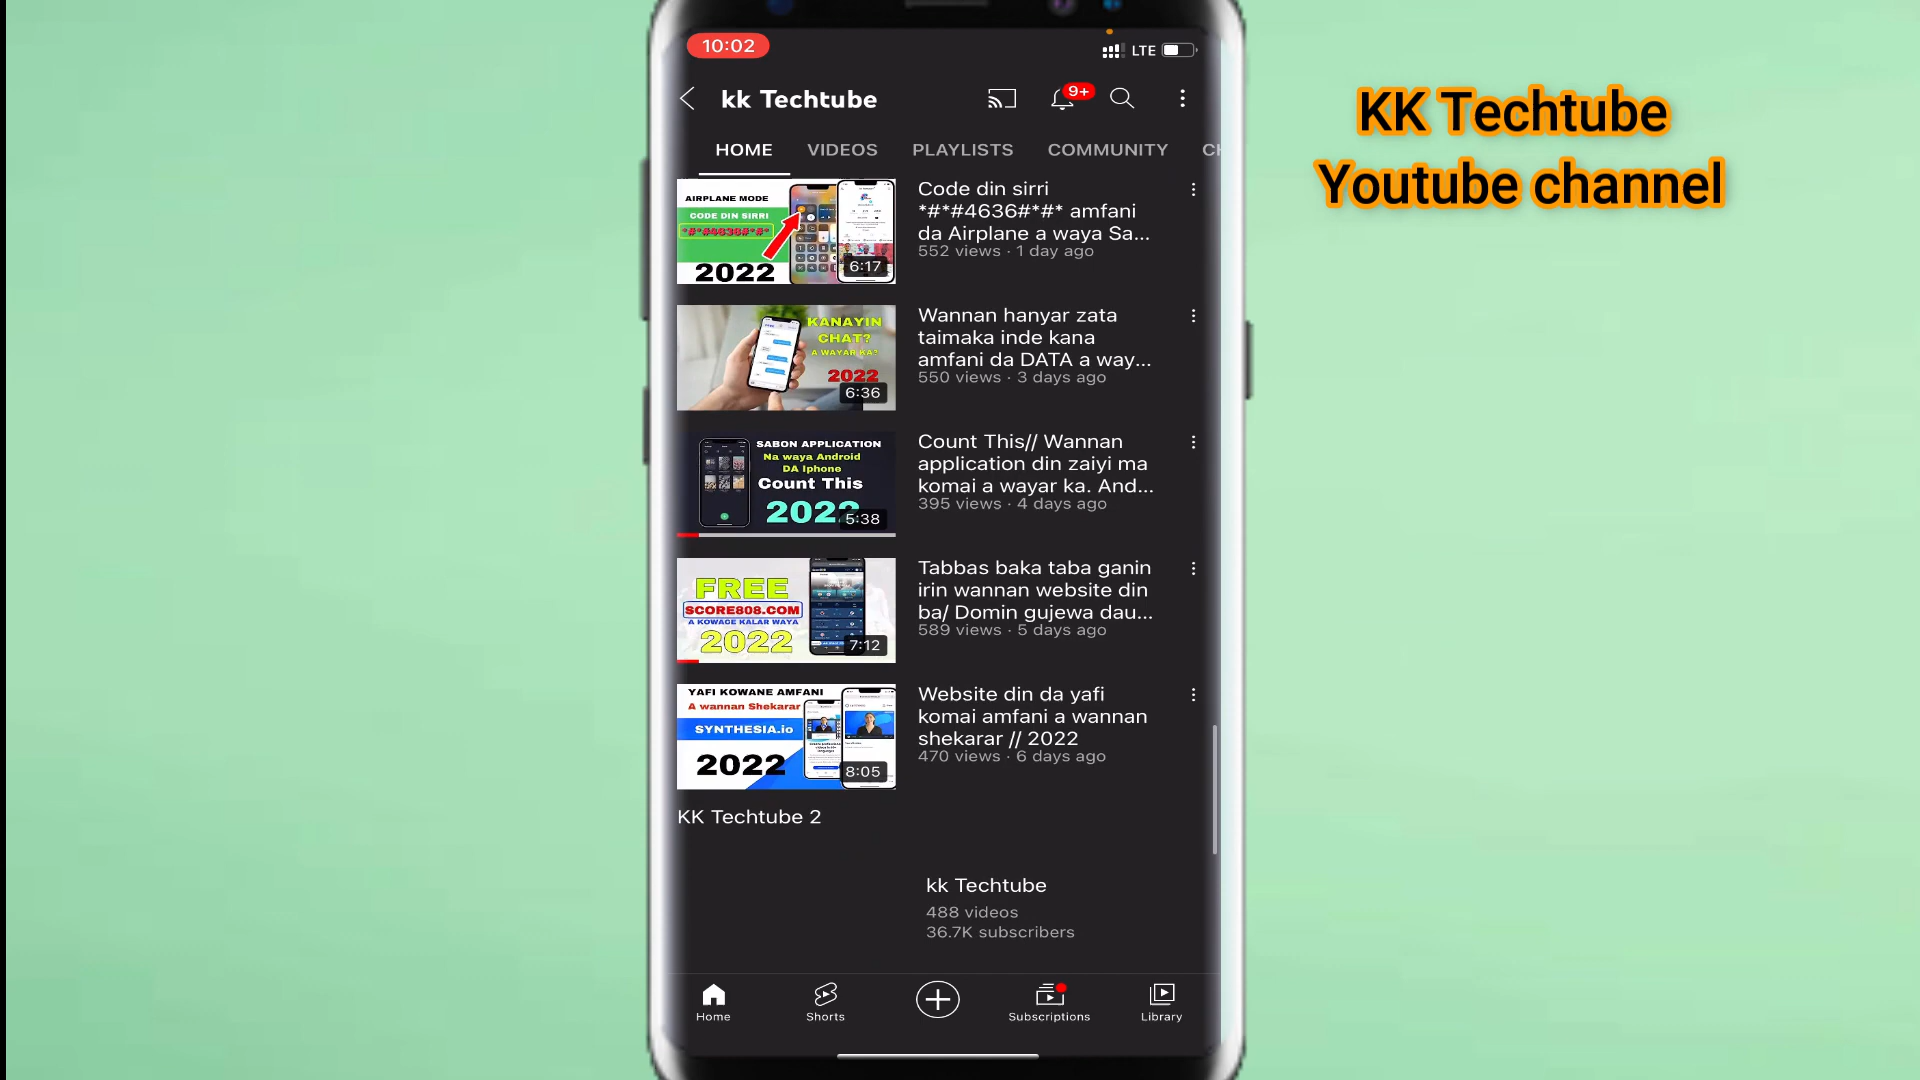 10:02
LTE
kk Techtube
9+
HOME VIDEOS PLAYLISTS COMMUNITY CH
AIRPLANE MODE
CODE DIN SIRRI
*#*#4636#*#*
2022
6:17
Code din sirri
*#*#4636#*#* amfani
da Airplane a waya Sa...
552 views · 1 day ago
KANAYIN
CHAT?
A WAYAR KA?
2022
6:36
Wannan hanyar zata
taimaka inde kana
amfani da DATA a way...
550 views · 3 days ago
SABON APPLICATION
Na waya Android
DA Iphone
Count This
2022
5:38
Count This// Wannan
application din zaiyi ma
komai a wayar ka. And...
395 views · 4 days ago
FREE
SCORE808.COM
A KOWACE KALAR WAYA
2022
7:12
Tabbas baka taba ganin
irin wannan website din
ba/ Domin gujewa dau...
589 views · 5 days ago
YAFI KOWANE AMFANI
A wannan Shekarar
SYNTHESIA.io
2022
8:05
Website din da yafi
komai amfani a wannan
shekarar // 2022
470 views · 6 days ago
KK Techtube 2
kk Techtube
488 videos
36.7K subscribers
Home Shorts Subscriptions Library
KK Techtube
Youtube channel